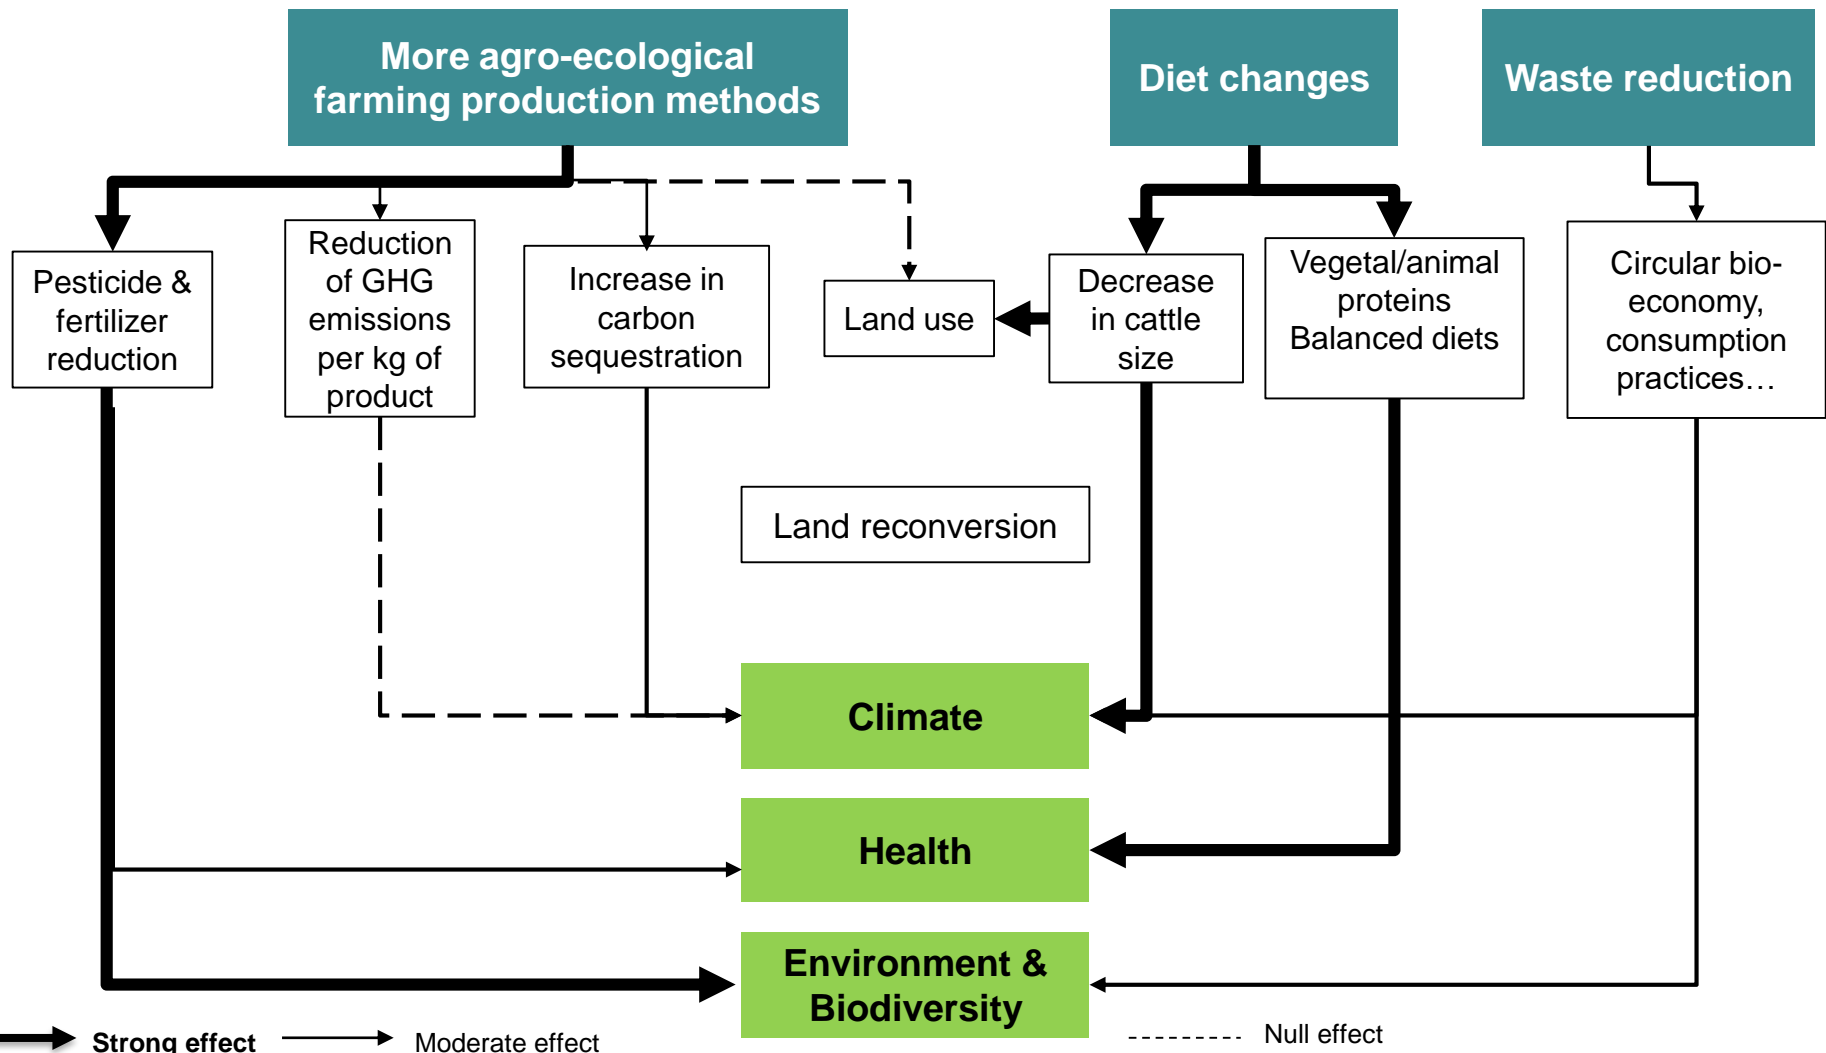 More agro-ecological
farming production methods
Diet changes
Waste reduction
Pesticide &
fertilizer
reduction
Reduction
of GHG
emissions
per kg of
product
Increase in
carbon
sequestration
Land use
Decrease
in cattle
size
Vegetal/animal
proteins
Balanced diets
Circular bio-
economy,
consumption
practices…
Land reconversion
Climate
Health
Environment &
Biodiversity
Strong effect
Moderate effect
Null effect